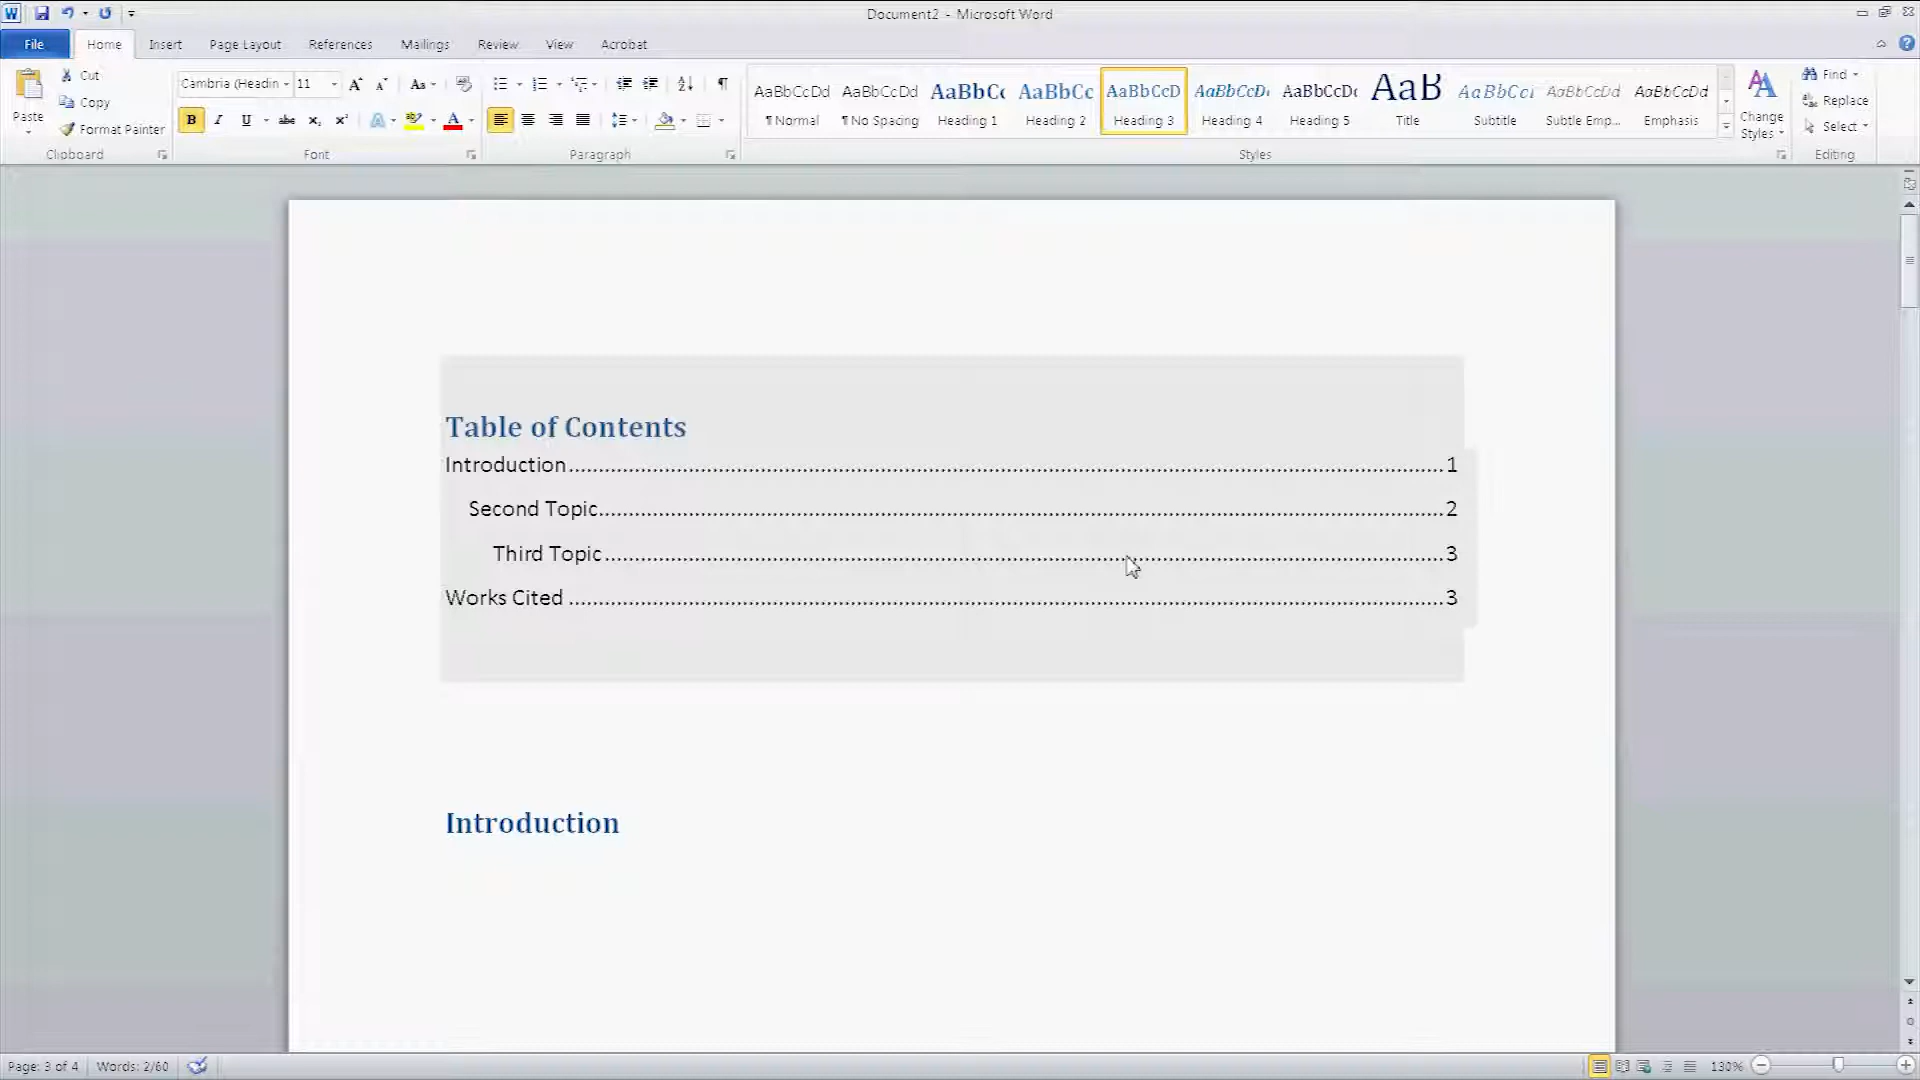 Document2 - Microsoft Word
File Home Insert Page Layout References Mailings Review View Acrobat
Paste
Cut
Copy
Format Painter
Clipboard
Cambria (Headin 11
Font
Paragraph
AaBbCcDd AaBbCcDd AaBbCc AaBbCc AaBbCcD AaBbCcDı AaBbCcDc AaB AaBbCcI AaBbCcDd AaBbCcDd
¶ Normal ¶ No Spacing Heading 1 Heading 2 Heading 3 Heading 4 Heading 5 Title Subtitle Subtle Emp... Emphasis
Styles
Change
Styles
Find
Replace
Select
Editing
Table of Contents
Introduction 1
Second Topic 2
Third Topic 3
Works Cited 3
Introduction
Page: 3 of 4 Words: 2/60 130%